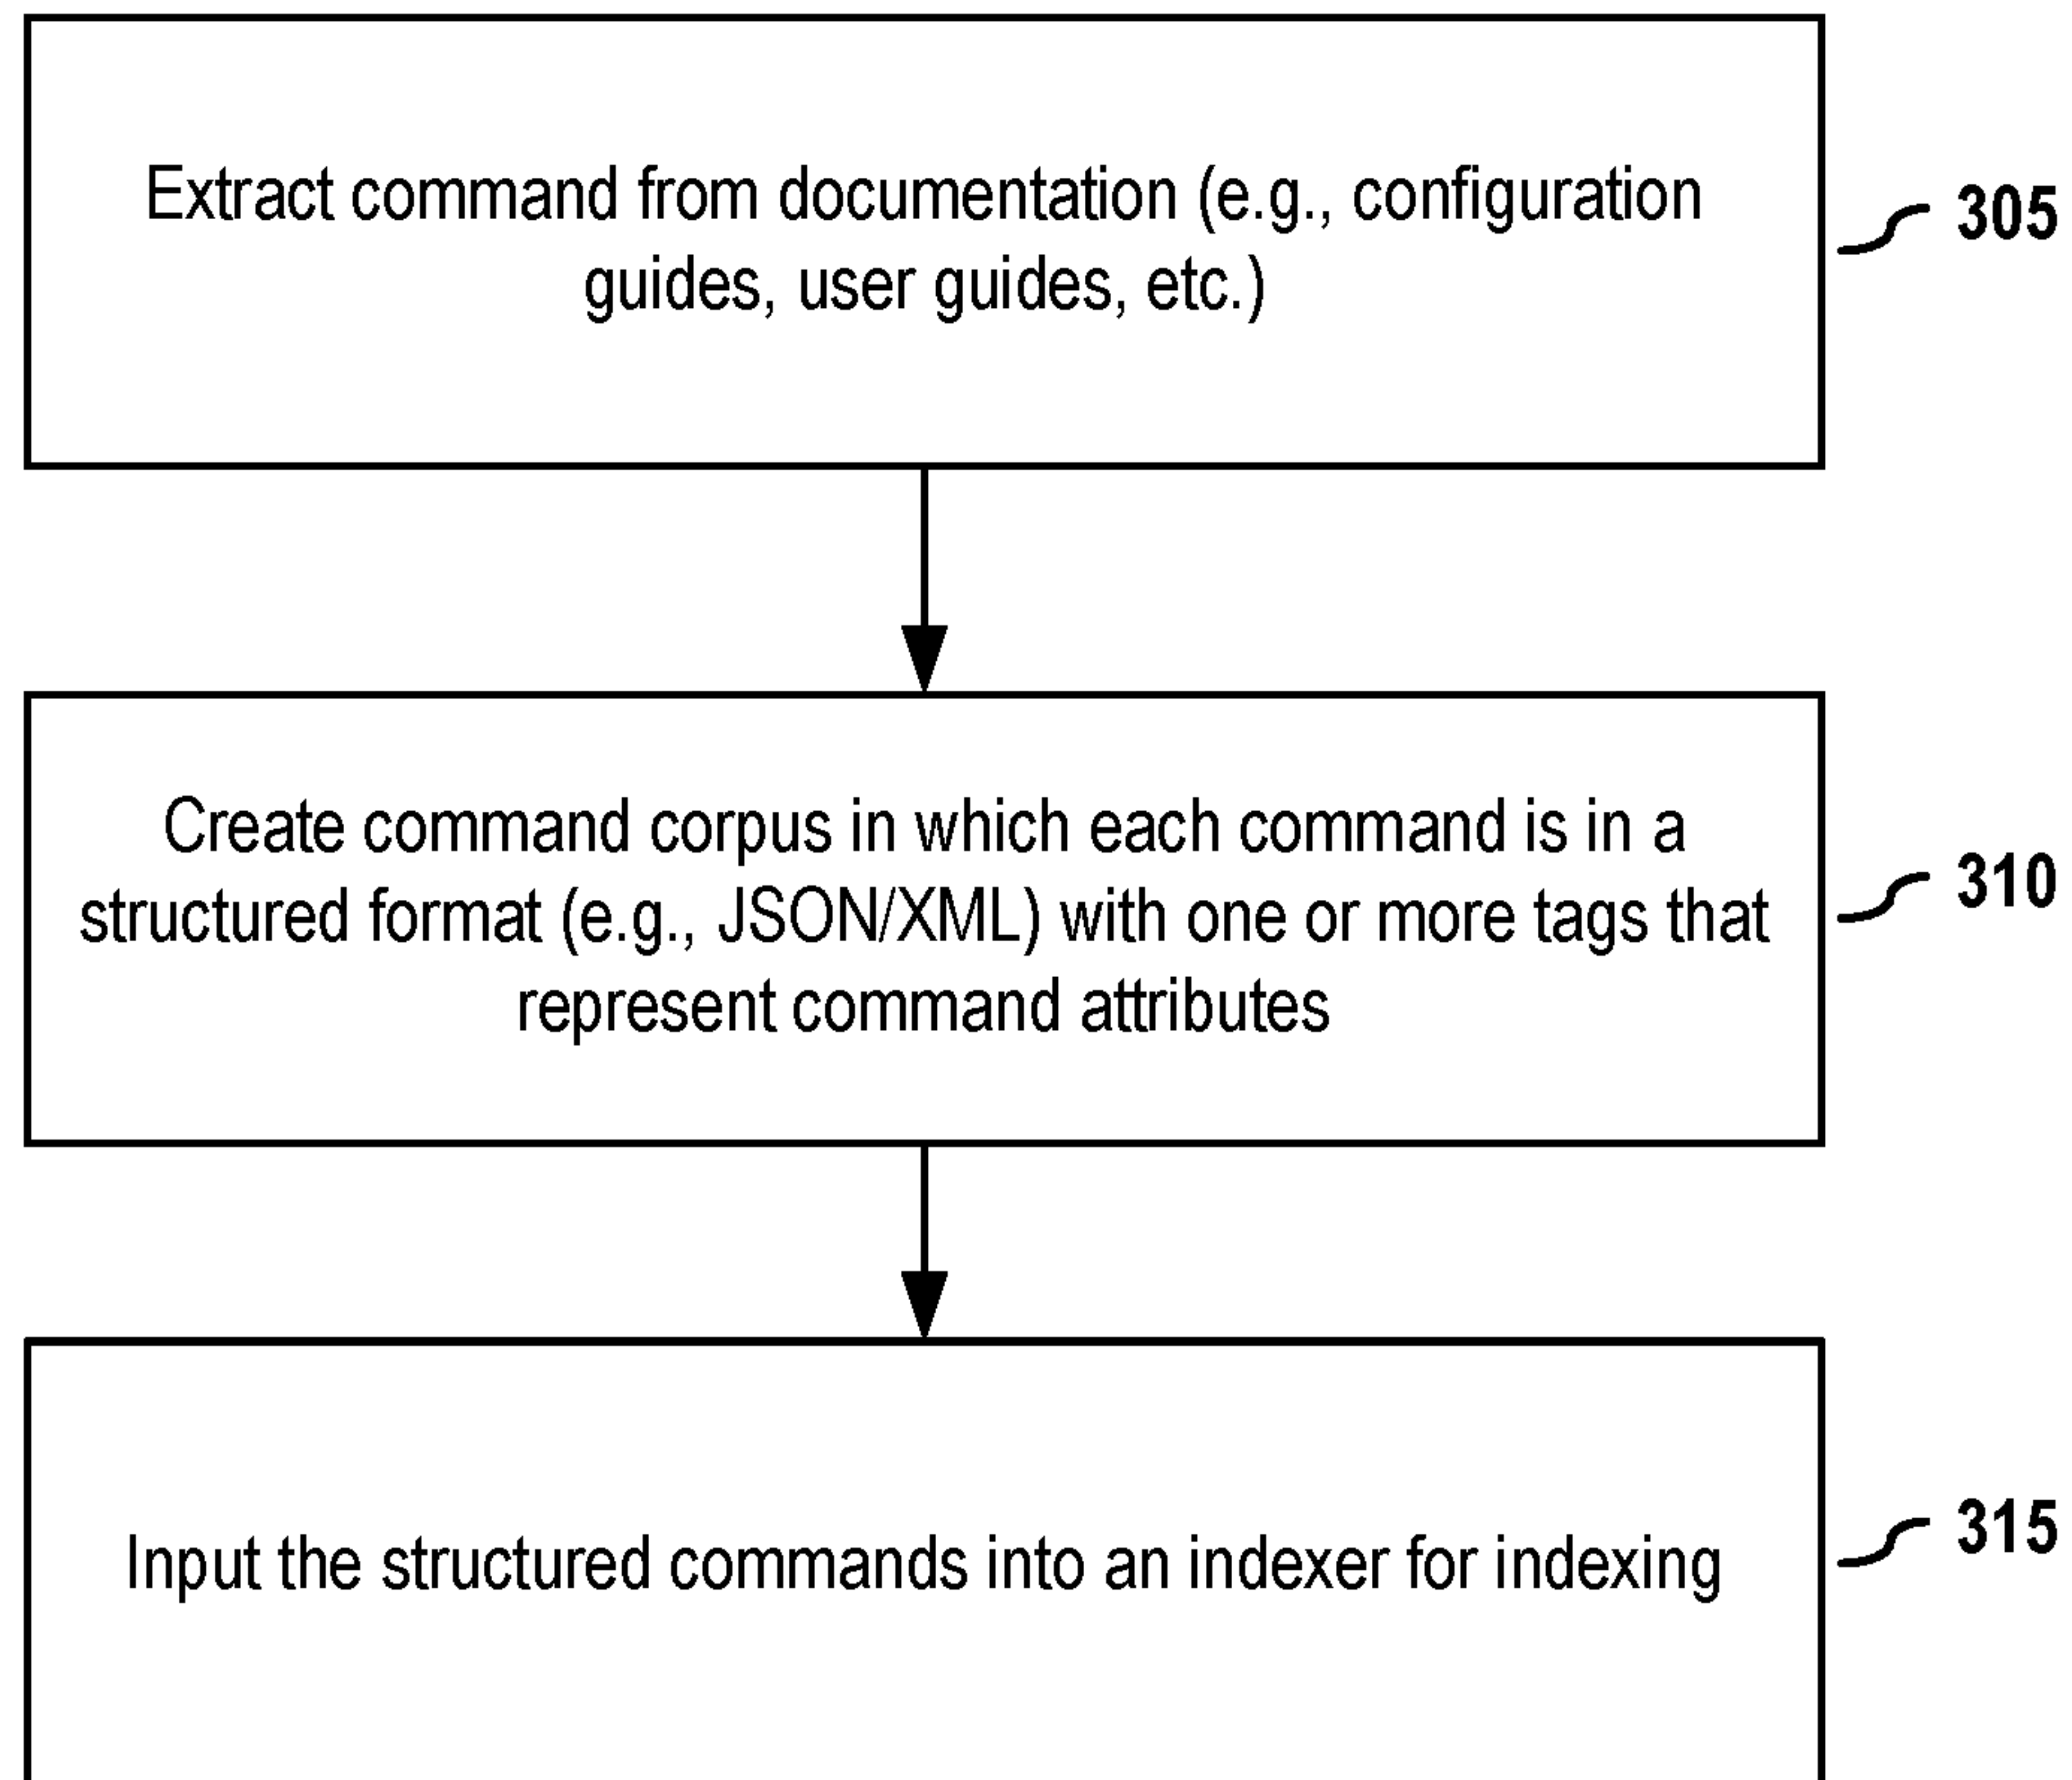 Extract command from documentation (e.g., configuration
guides, user guides, etc.)
305
Create command corpus in which each command is in a
structured format (e.g., JSON/XML) with one or more tags that
represent command attributes
310
Input the structured commands into an indexer for indexing
315